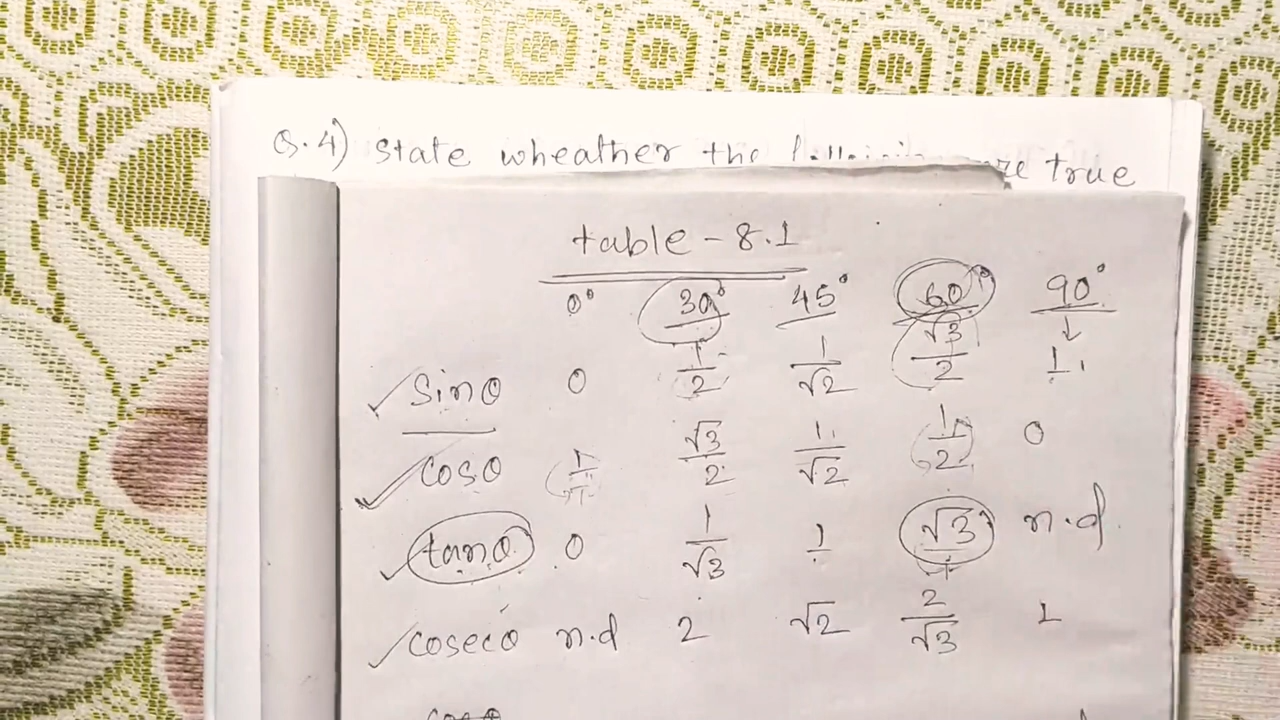 Q.4) state wheather the following are true
table - 8.1
0° 30° 45° 60° 90°
sinθ 0 1/2 1/√2 √3/2 1.
cosθ √3/2 1/√2 1/2 0
tanθ 0 1/√3 1 √3 n.d
cosecθ n.d 2 √2 2/√3 1